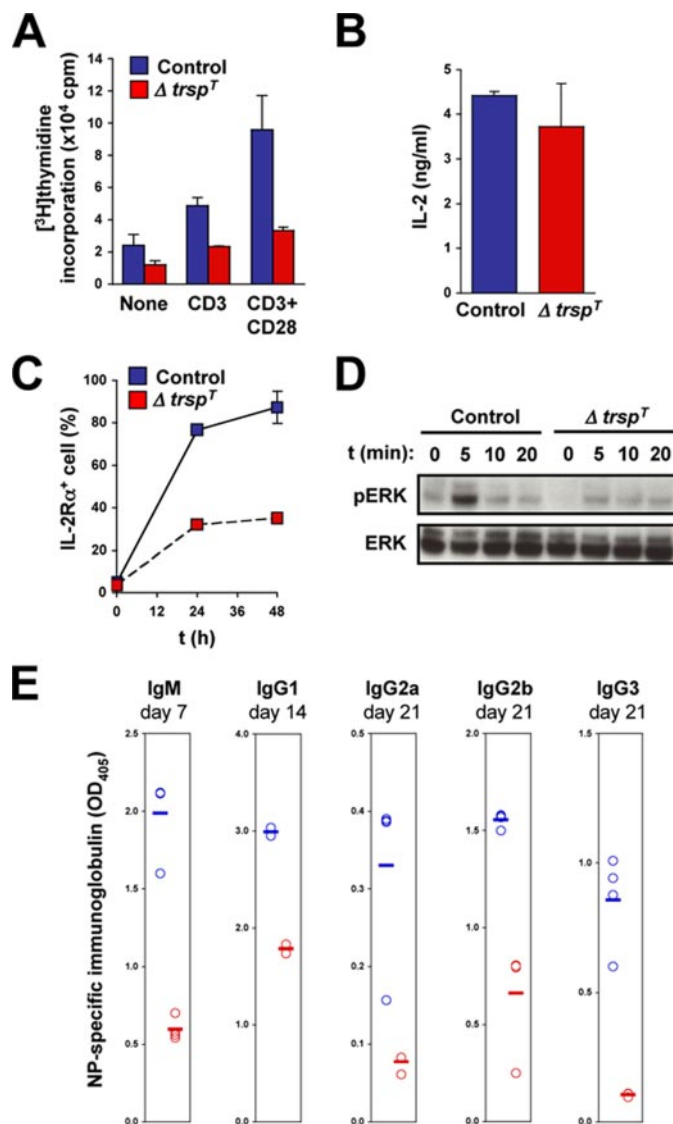 A
Control
Δ trspᵀ
[³H]thymidine
incorporation (x10⁴ cpm)
14
12
10
8
6
4
2
0
None
CD3
CD3+
CD28
B
IL-2 (ng/ml)
5
4
3
2
1
0
Control
Δ trspᵀ
C
Control
Δ trspᵀ
IL-2Rα⁺ cell (%)
100
80
60
40
20
0
0 12 24 36 48
t (h)
D
Control
Δ trspᵀ
t (min): 0 5 10 20 0 5 10 20
pERK
ERK
E
NP-specific immunoglobulin (OD₄₀₅)
IgM
day 7
2.5
2.0
1.5
1.0
0.5
0.0
IgG1
day 14
4.0
3.0
2.0
1.0
0.0
IgG2a
day 21
0.5
0.4
0.3
0.2
0.1
0.0
IgG2b
day 21
2.0
1.5
1.0
0.5
0.0
IgG3
day 21
1.5
1.0
0.5
0.0